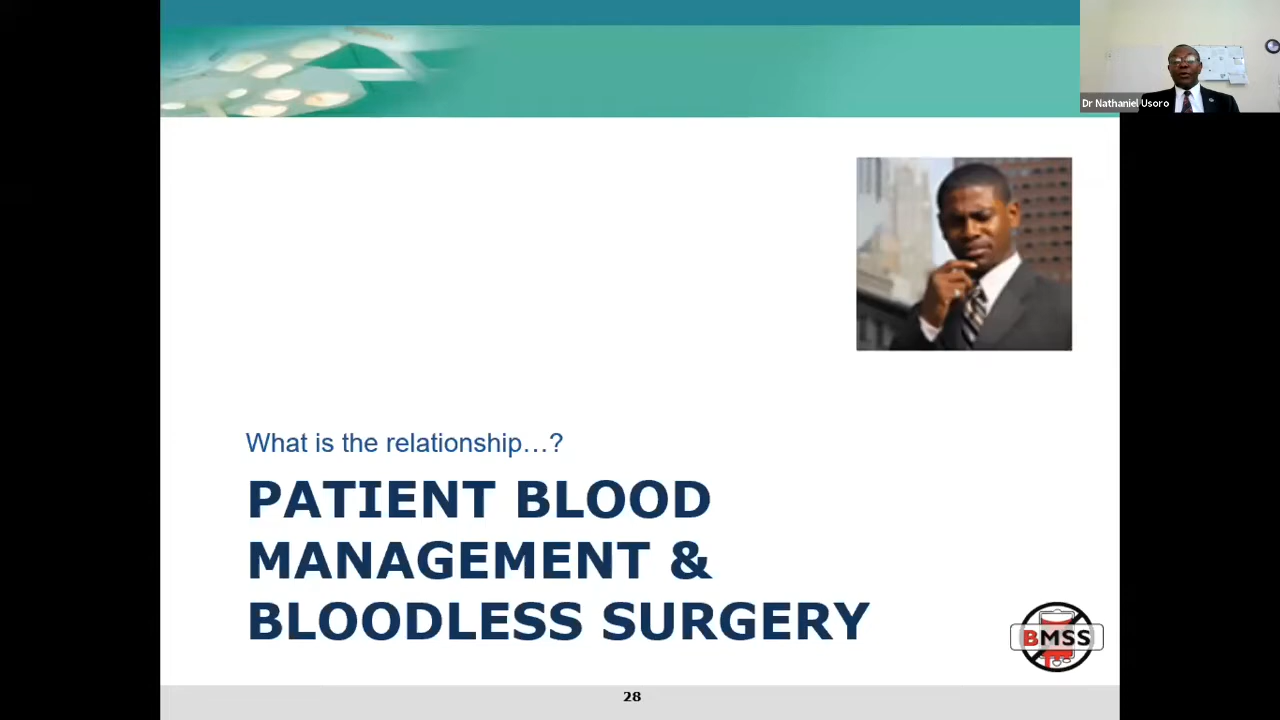 Dr Nathaniel Usoro
What is the relationship…?
PATIENT BLOOD
MANAGEMENT &
BLOODLESS SURGERY
BMSS
28